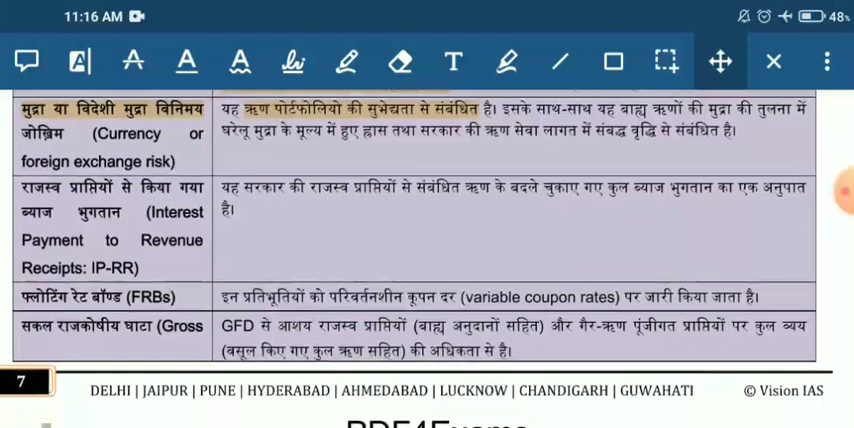 11:16 AM
48%
A
A
A
A
T
मुद्रा या विदेशी मुद्रा विनिमय
जोख़िम (Currency or
foreign exchange risk)
यह ऋण पोर्टफोलियो की सुभेद्यता से संबंधित है। इसके साथ-साथ यह बाह्य ऋणों की मुद्रा की तुलना में
घरेलू मुद्रा के मूल्य में हुए ह्रास तथा सरकार की ऋण सेवा लागत में संबद्ध वृद्धि से संबंधित है।
राजस्व प्राप्तियों से किया गया
ब्याज भुगतान (Interest
Payment to Revenue
Receipts: IP-RR)
यह सरकार की राजस्व प्राप्तियों से संबंधित ऋण के बदले चुकाए गए कुल ब्याज भुगतान का एक अनुपात
है।
फ्लोटिंग रेट बॉण्ड (FRBs)
इन प्रतिभूतियों को परिवर्तनशील कूपन दर (variable coupon rates) पर जारी किया जाता है।
सकल राजकोषीय घाटा (Gross
GFD से आशय राजस्व प्राप्तियों (बाह्य अनुदानों सहित) और गैर-ऋण पूंजीगत प्राप्तियों पर कुल व्यय
(वसूल किए गए कुल ऋण सहित) की अधिकता से है।
7
DELHI | JAIPUR | PUNE | HYDERABAD | AHMEDABAD | LUCKNOW | CHANDIGARH | GUWAHATI
© Vision IAS
PDF4Exams